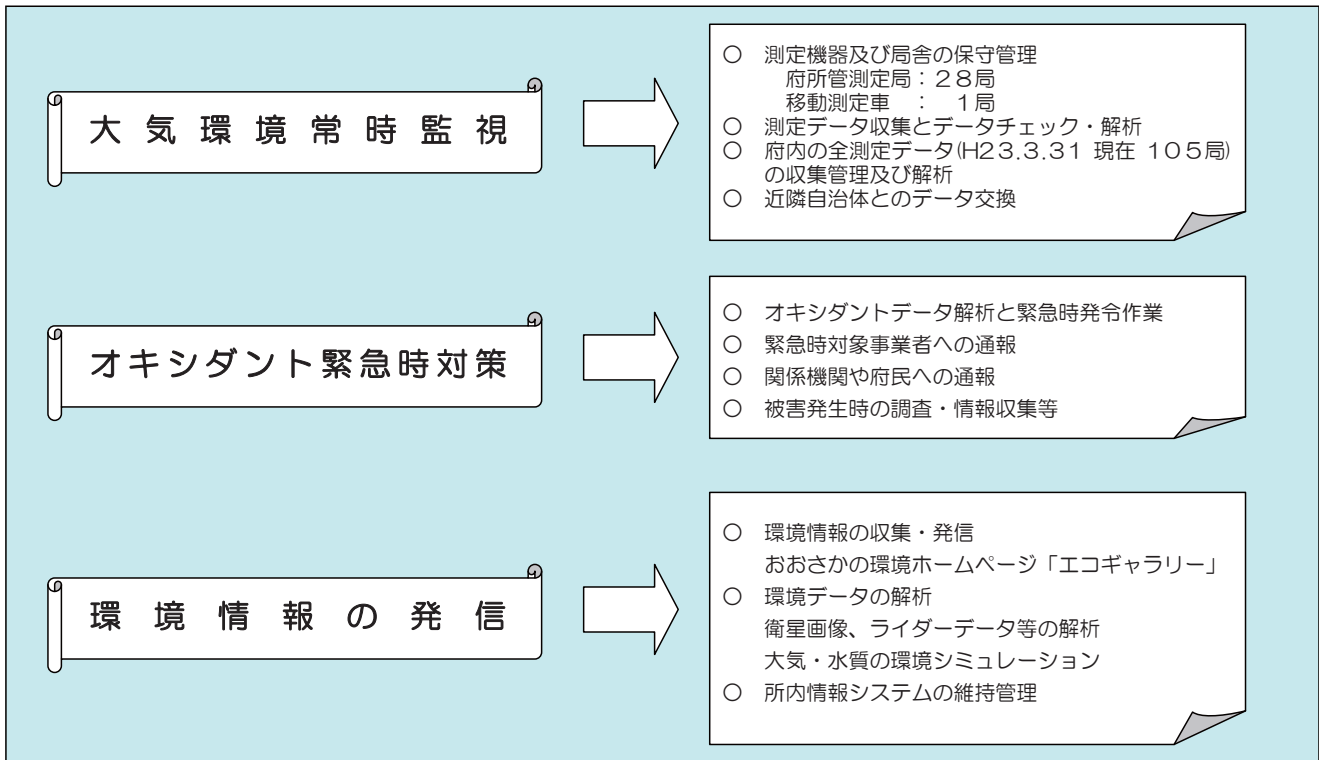 大気環境常時監視
○ 測定機器及び局舎の保守管理
府所管測定局：２８局
移動測定車 ： １局
○ 測定データ収集とデータチェック・解析
○ 府内の全測定データ(H23.3.31 現在 １０５局)
の収集管理及び解析
○ 近隣自治体とのデータ交換
オキシダント緊急時対策
○ オキシダントデータ解析と緊急時発令作業
○ 緊急時対象事業者への通報
○ 関係機関や府民への通報
○ 被害発生時の調査・情報収集等
環境情報の発信
○ 環境情報の収集・発信
おおさかの環境ホームページ「エコギャラリー」
○ 環境データの解析
衛星画像、ライダーデータ等の解析
大気・水質の環境シミュレーション
○ 所内情報システムの維持管理